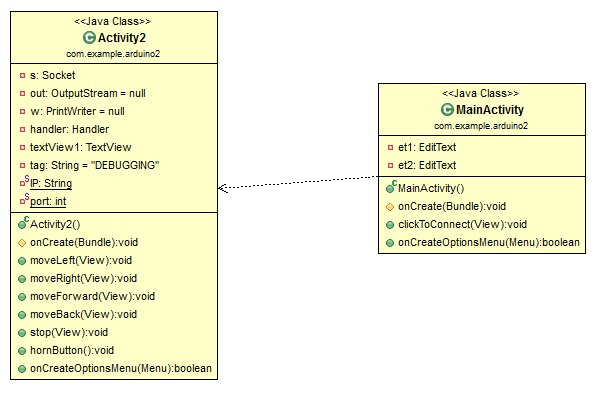 <<Java Class>>
Activity2
com.example.arduino2
s: Socket
out: OutputStream = null
w: PrintWriter = null
handler: Handler
textView1: TextView
tag: String = "DEBUGGING"
IP: String
port: int
Activity2()
onCreate(Bundle):void
moveLeft(View):void
moveRight(View):void
moveForward(View):void
moveBack(View):void
stop(View):void
hornButton():void
onCreateOptionsMenu(Menu):boolean
<<Java Class>>
MainActivity
com.example.arduino2
et1: EditText
et2: EditText
MainActivity()
onCreate(Bundle):void
clickToConnect(View):void
onCreateOptionsMenu(Menu):boolean